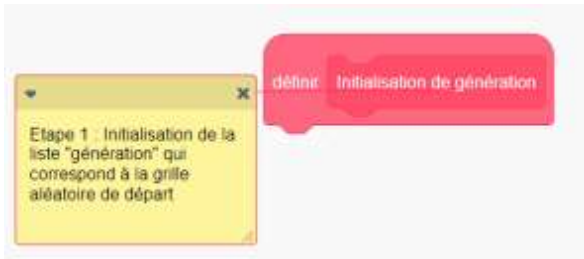 définir Initialisation de génération
Etape 1 : Initialisation de la
liste "génération" qui
correspond à la grille
aléatoire de départ